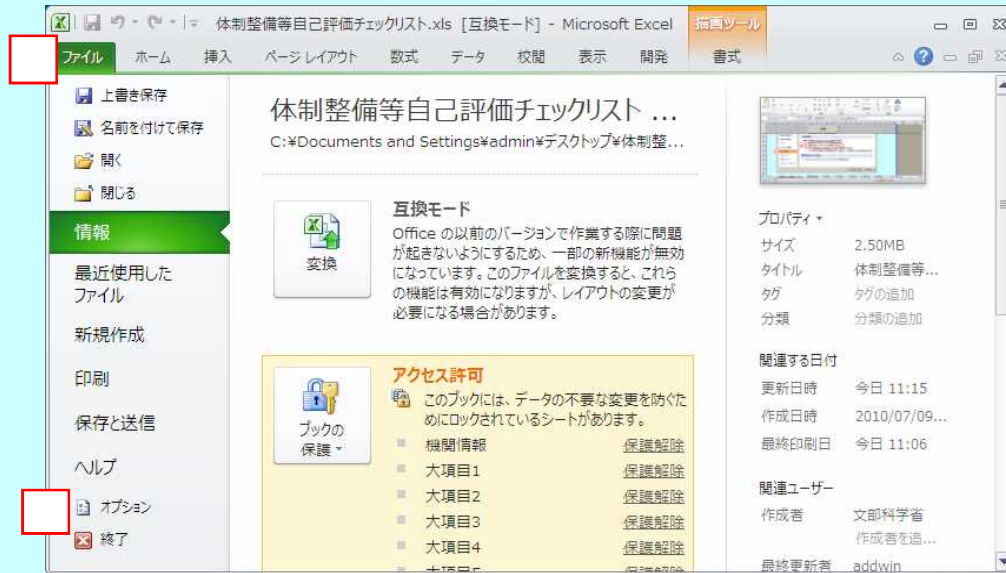 体制整備等自己評価チェックリスト.xls [互換モード] - Microsoft Excel
描画ツール
ファイル ホーム 挿入 ページ レイアウト 数式 データ 校閲 表示 開発 書式
上書き保存
名前を付けて保存
開く
閉じる
情報
最近使用した
ファイル
新規作成
印刷
保存と送信
ヘルプ
オプション
終了
体制整備等自己評価チェックリスト ...
C:¥Documents and Settings¥admin¥デスクトップ¥体制整...
変換
互換モード
Office の以前のバージョンで作業する際に問題
が起きないようにするため、一部の新機能が無効
になっています。このファイルを変換すると、これら
の機能は有効になりますが、レイアウトの変更が
必要になる場合があります。
ブックの
保護
アクセス許可
このブックには、データの不要な変更を防ぐた
めにロックされているシートがあります。
機関情報 保護解除
大項目1 保護解除
大項目2 保護解除
大項目3 保護解除
大項目4 保護解除
大項目5 保護解除
プロパティ
サイズ 2.50MB
タイトル 体制整備等...
タグ タグの追加
分類 分類の追加
関連する日付
更新日時 今日 11:15
作成日時 2010/07/09...
最終印刷日 今日 11:06
関連ユーザー
作成者 文部科学省
作成者を追...
最終更新者 addwin